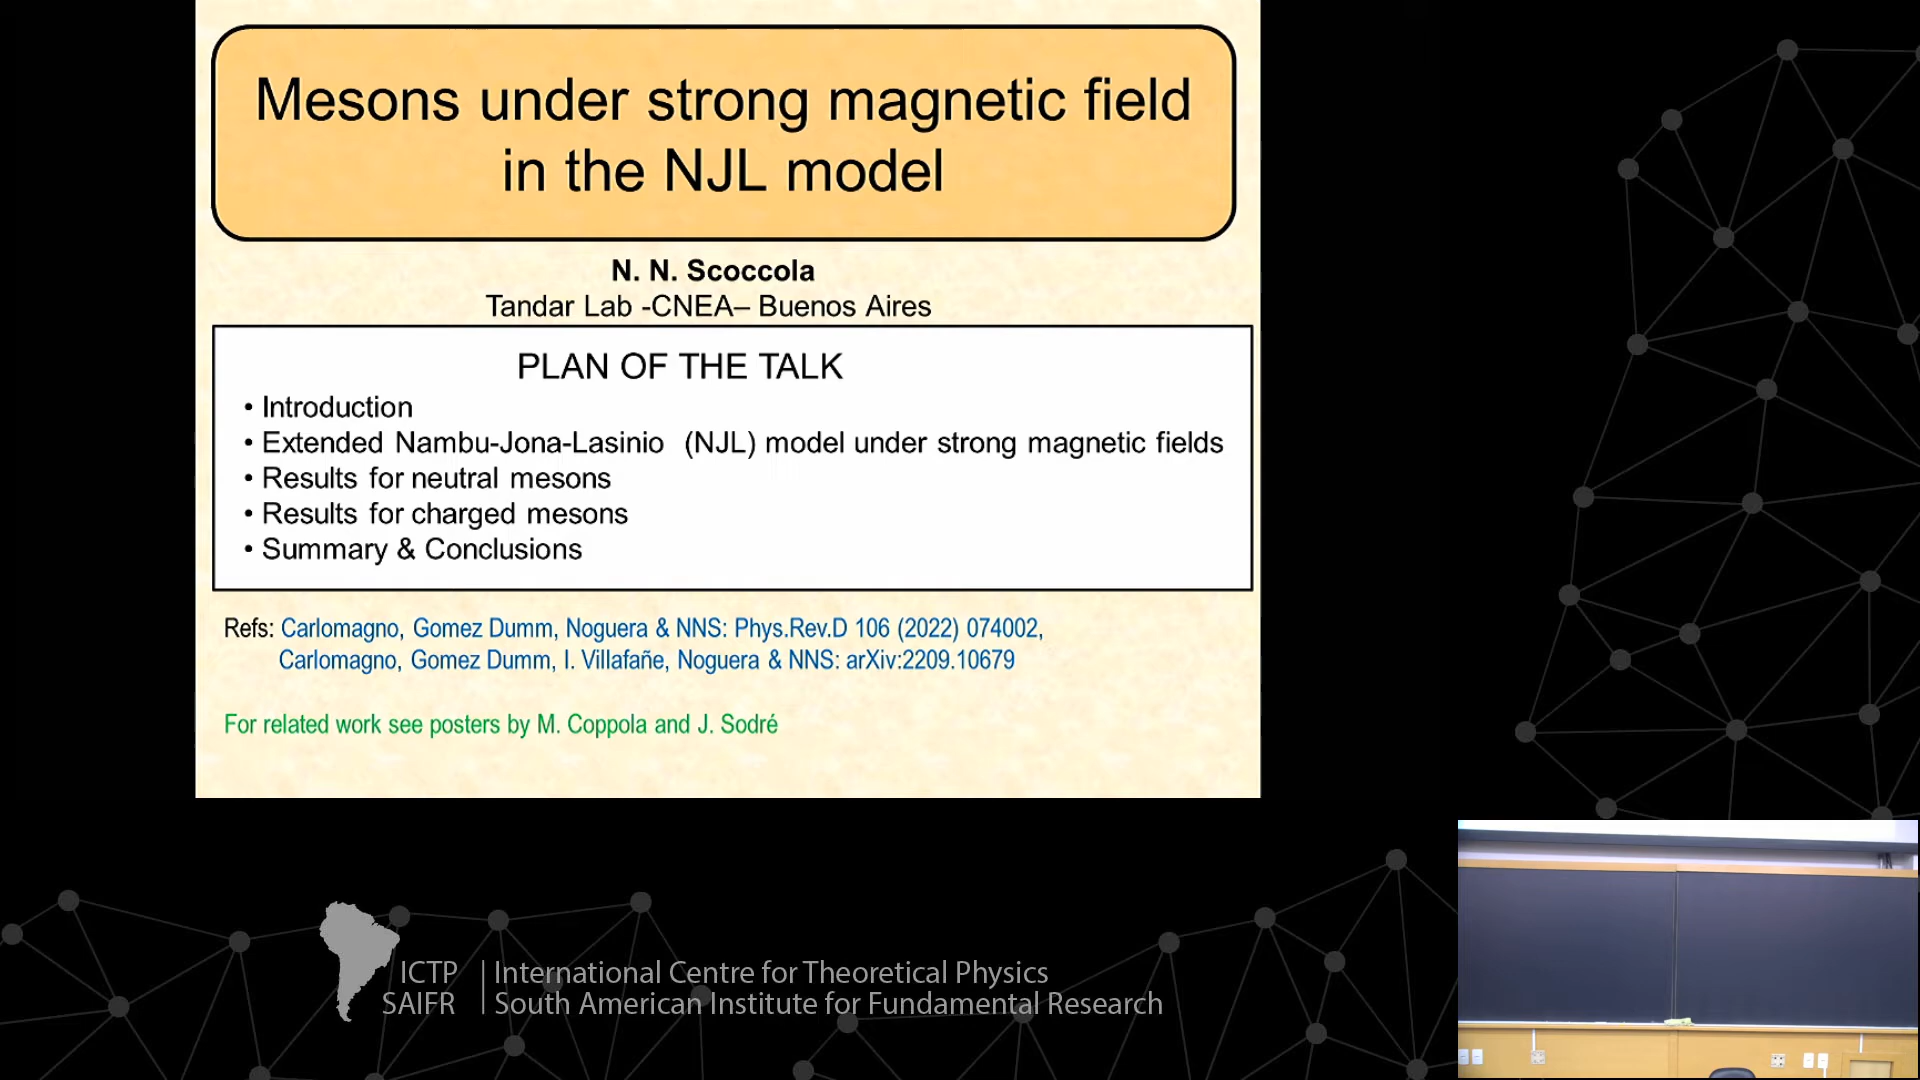 Mesons under strong magnetic field
in the NJL model
N. N. Scoccola
Tandar Lab -CNEA– Buenos Aires
PLAN OF THE TALK
• Introduction
• Extended Nambu-Jona-Lasinio (NJL) model under strong magnetic fields
• Results for neutral mesons
• Results for charged mesons
• Summary & Conclusions
Refs: Carlomagno, Gomez Dumm, Noguera & NNS: Phys.Rev.D 106 (2022) 074002,
Carlomagno, Gomez Dumm, I. Villafañe, Noguera & NNS: arXiv:2209.10679
For related work see posters by M. Coppola and J. Sodré
ICTP | International Centre for Theoretical Physics
SAIFR | South American Institute for Fundamental Research